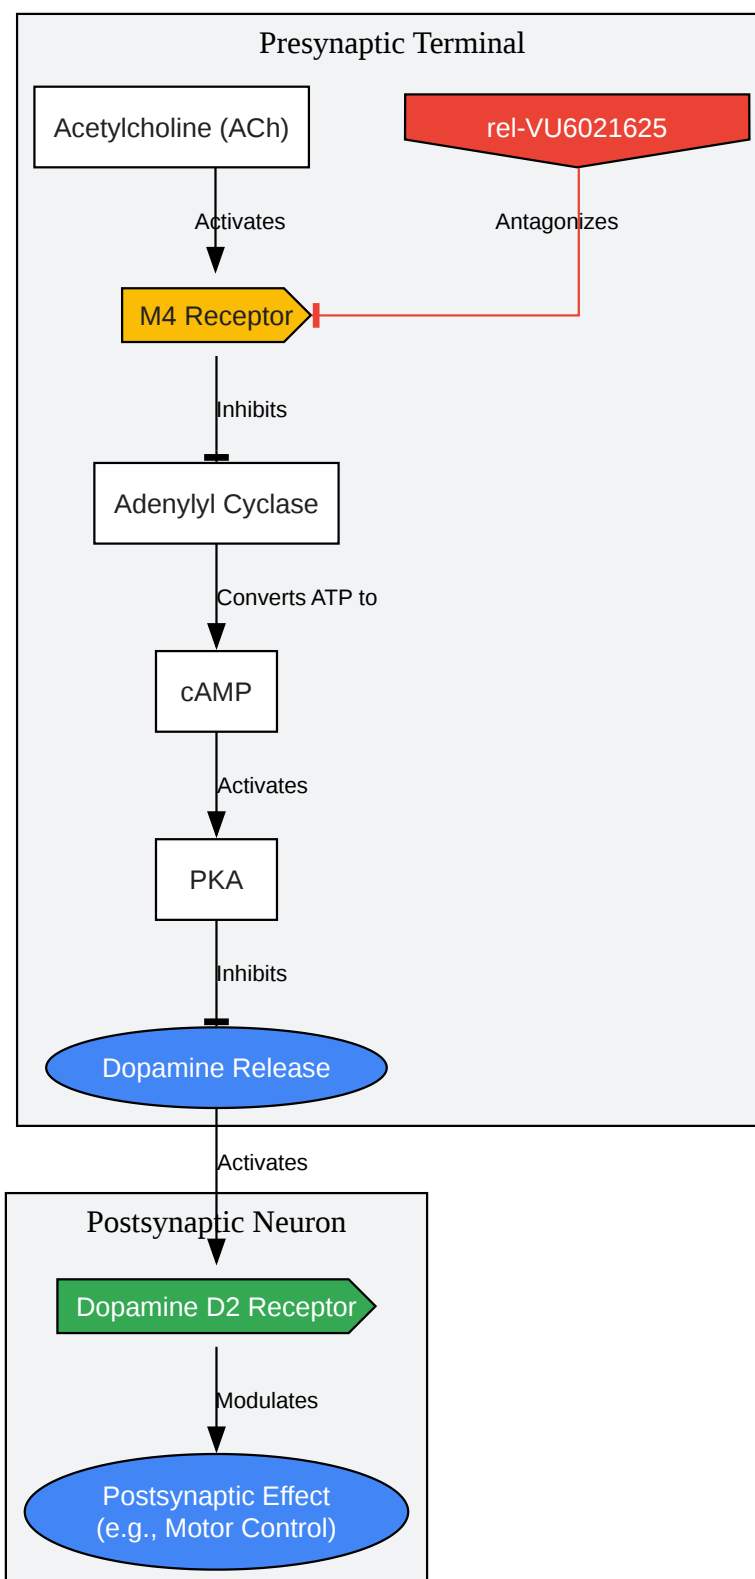 Presynaptic Terminal
Acetylcholine (ACh)
rel-VU6021625
Activates
Antagonizes
M4 Receptor
Inhibits
Adenylyl Cyclase
Converts ATP to
cAMP
Activates
PKA
Inhibits
Dopamine Release
Activates
Postsynaptic Neuron
Dopamine D2 Receptor
Modulates
Postsynaptic Effect
(e.g., Motor Control)